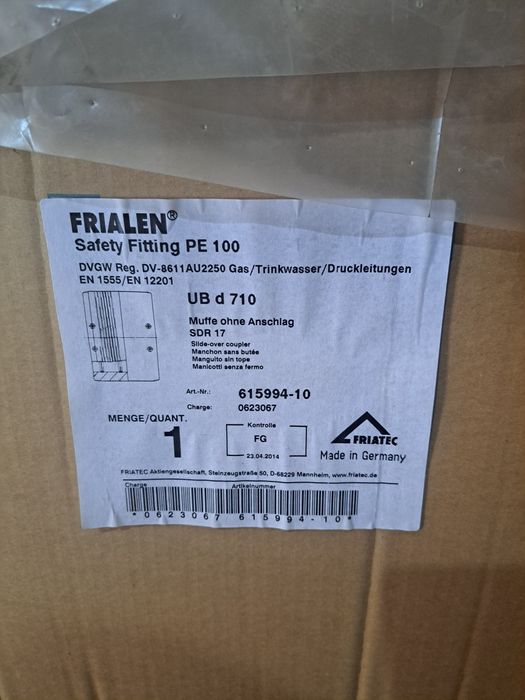 FRIALEN®
Safety Fitting PE 100
DVGW Reg. DV-8611AU2250 Gas/Trinkwasser/Druckleitungen
EN 1555/EN 12201
UB d 710
Muffe ohne Anschlag
SDR 17
Slide-over coupler
Manchon sans butée
Manguito sin tope
Manicotti senza fermo
Art.-Nr.: 615994-10
Charge: 0623067
MENGE/QUANT.
1
Kontrolle
FG
23.04.2014
FRIATEC
Made in Germany
FRIATEC Aktiengesellschaft, Steinzeugstraße 50, D-68229 Mannheim, www.friatec.de
Charge Artikelnummer
*0623067 615994-10*